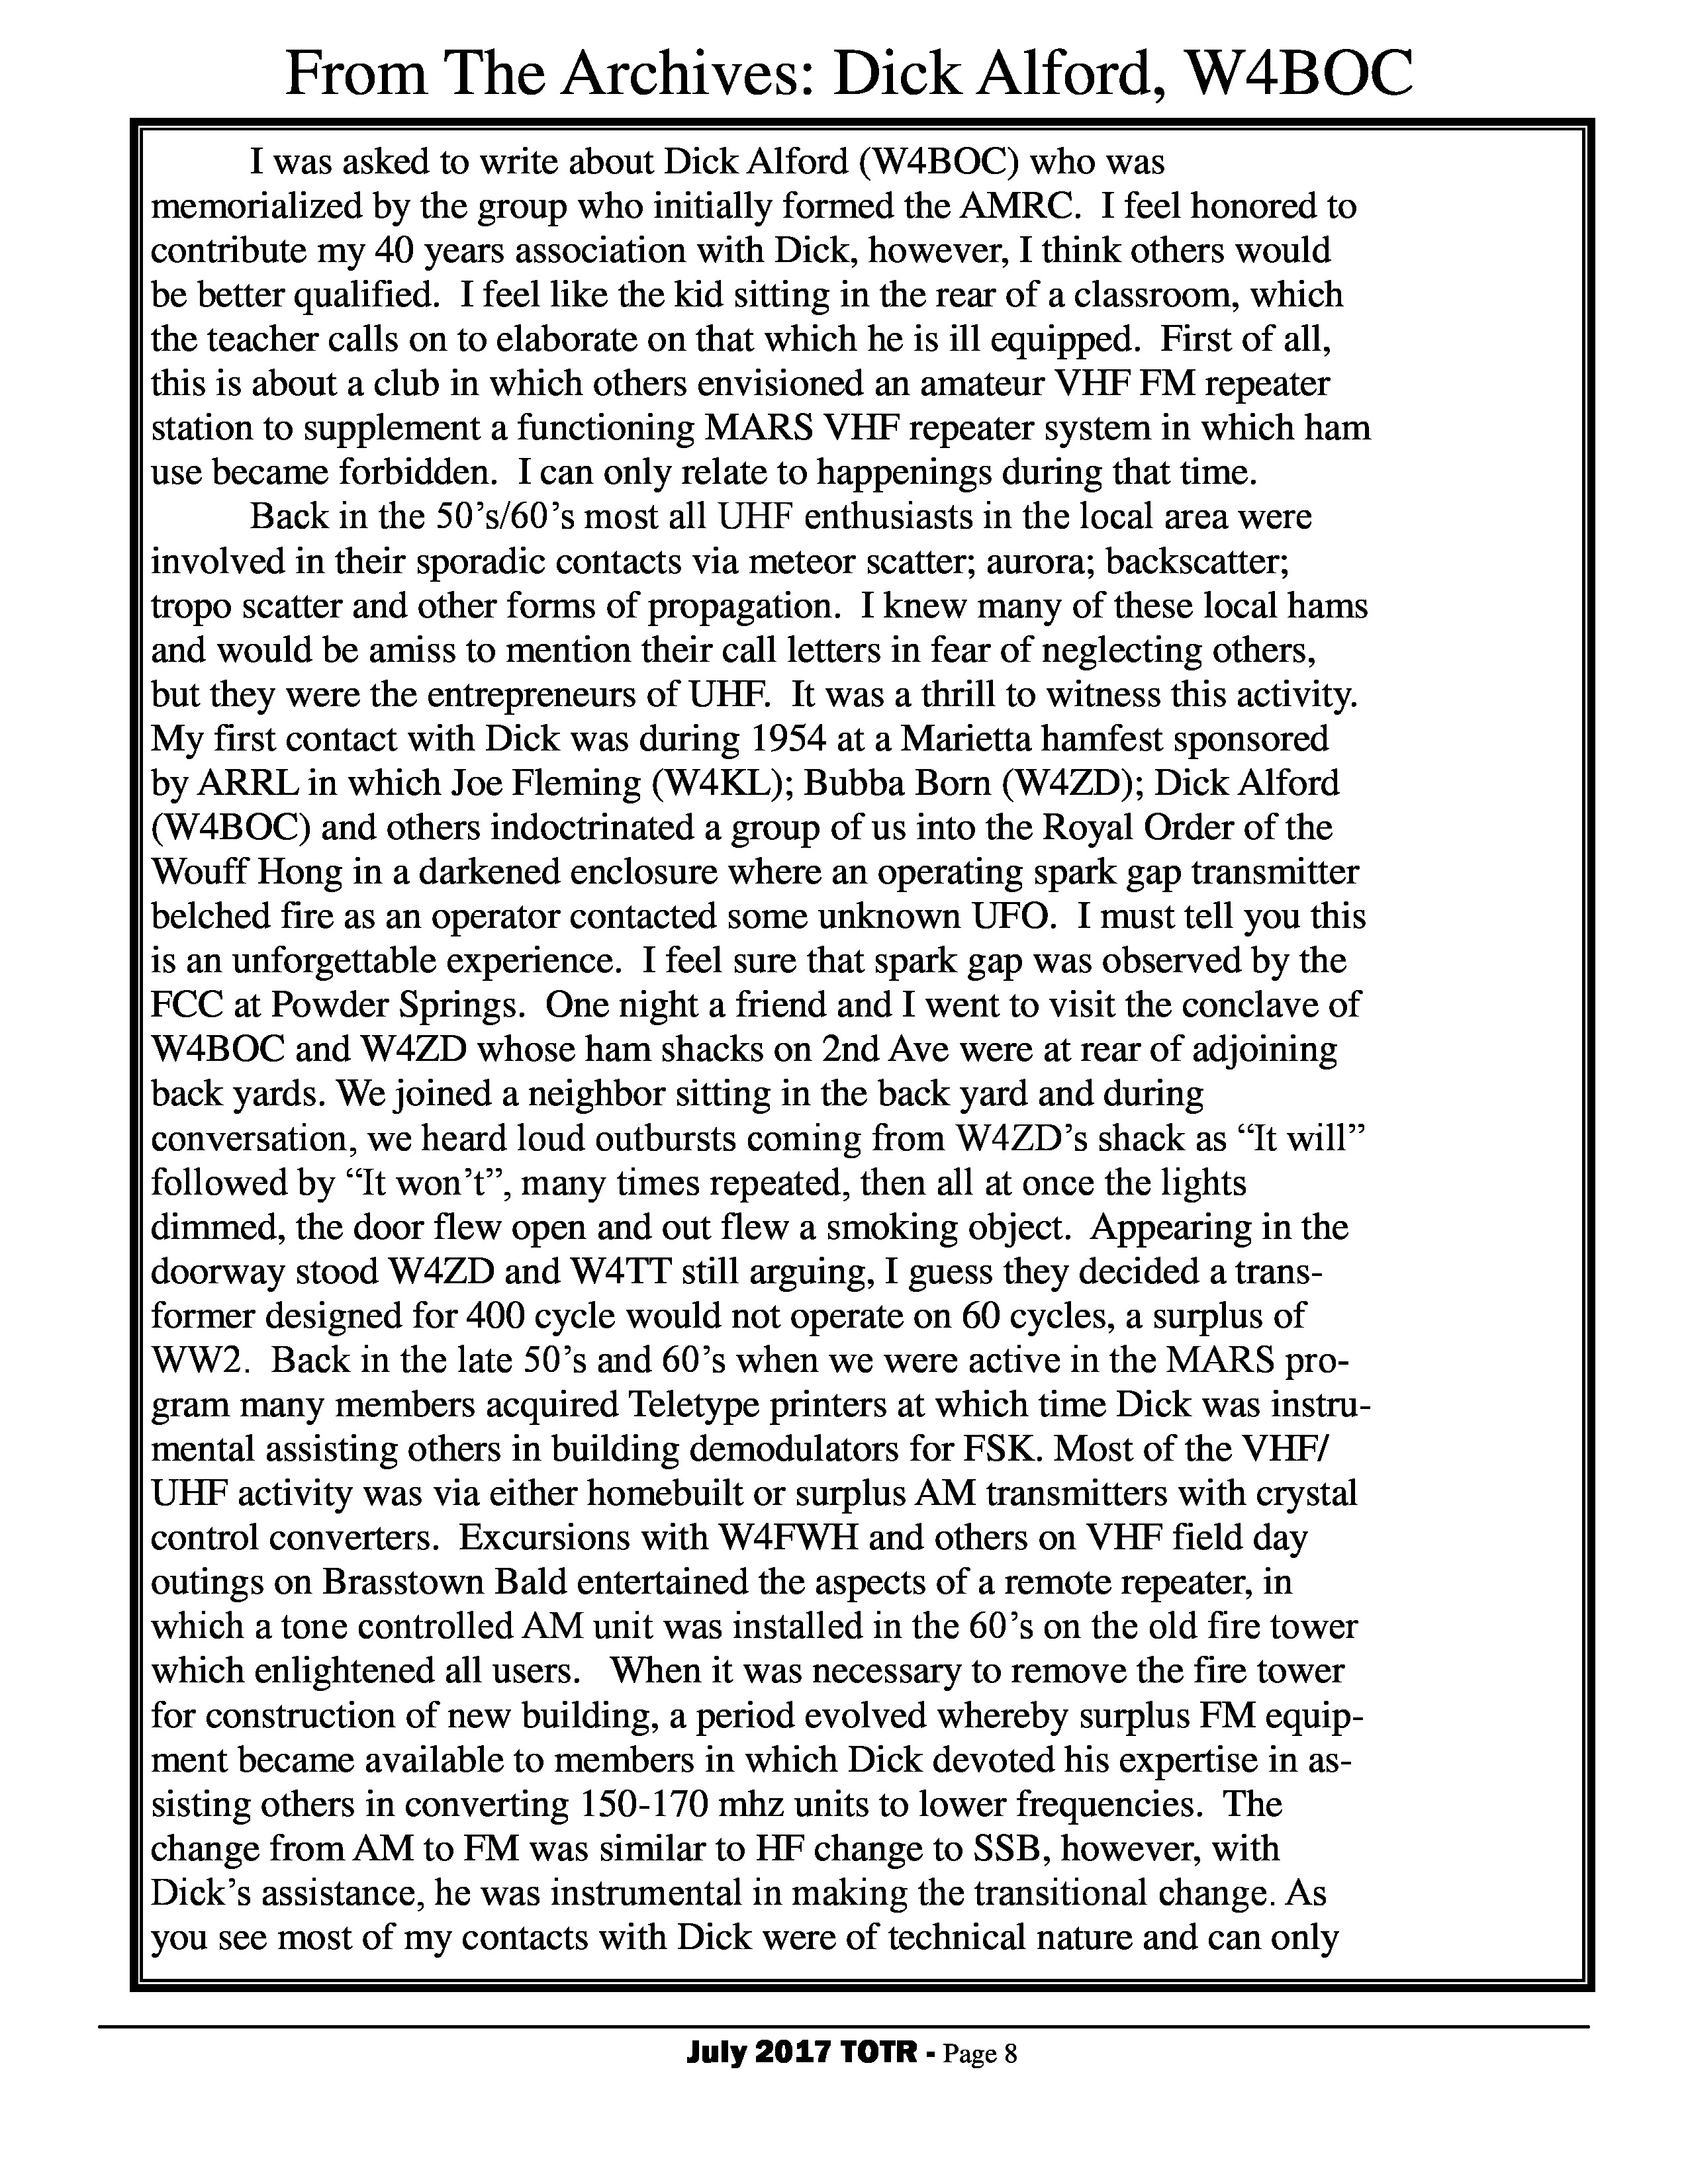 From The Archives: Dick Alford, W4BOC
I was asked to write about Dick Alford (W4BOC) who was
memorialized by the group who initially formed the AMRC.  I feel honored to
contribute my 40 years association with Dick, however, I think others would
be better qualified.  I feel like the kid sitting in the rear of a classroom, which
the teacher calls on to elaborate on that which he is ill equipped.  First of all,
this is about a club in which others envisioned an amateur VHF FM repeater
station to supplement a functioning MARS VHF repeater system in which ham
use became forbidden.  I can only relate to happenings during that time.
Back in the 50’s/60’s most all UHF enthusiasts in the local area were
involved in their sporadic contacts via meteor scatter; aurora; backscatter;
tropo scatter and other forms of propagation.  I knew many of these local hams
and would be amiss to mention their call letters in fear of neglecting others,
but they were the entrepreneurs of UHF.  It was a thrill to witness this activity.
My first contact with Dick was during 1954 at a Marietta hamfest sponsored
by ARRL in which Joe Fleming (W4KL); Bubba Born (W4ZD); Dick Alford
(W4BOC) and others indoctrinated a group of us into the Royal Order of the
Wouff Hong in a darkened enclosure where an operating spark gap transmitter
belched fire as an operator contacted some unknown UFO.  I must tell you this
is an unforgettable experience.  I feel sure that spark gap was observed by the
FCC at Powder Springs.  One night a friend and I went to visit the conclave of
W4BOC and W4ZD whose ham shacks on 2nd Ave were at rear of adjoining
back yards. We joined a neighbor sitting in the back yard and during
conversation, we heard loud outbursts coming from W4ZD’s shack as “It will”
followed by “It won’t”, many times repeated, then all at once the lights
dimmed, the door flew open and out flew a smoking object.  Appearing in the
doorway stood W4ZD and W4TT still arguing, I guess they decided a trans-
former designed for 400 cycle would not operate on 60 cycles, a surplus of
WW2.  Back in the late 50’s and 60’s when we were active in the MARS pro-
gram many members acquired Teletype printers at which time Dick was instru-
mental assisting others in building demodulators for FSK. Most of the VHF/
UHF activity was via either homebuilt or surplus AM transmitters with crystal
control converters.  Excursions with W4FWH and others on VHF field day
outings on Brasstown Bald entertained the aspects of a remote repeater, in
which a tone controlled AM unit was installed in the 60’s on the old fire tower
which enlightened all users.   When it was necessary to remove the fire tower
for construction of new building, a period evolved whereby surplus FM equip-
ment became available to members in which Dick devoted his expertise in as-
sisting others in converting 150-170 mhz units to lower frequencies.  The
change from AM to FM was similar to HF change to SSB, however, with
Dick’s assistance, he was instrumental in making the transitional change. As
you see most of my contacts with Dick were of technical nature and can only
July 2017 TOTR - Page 8